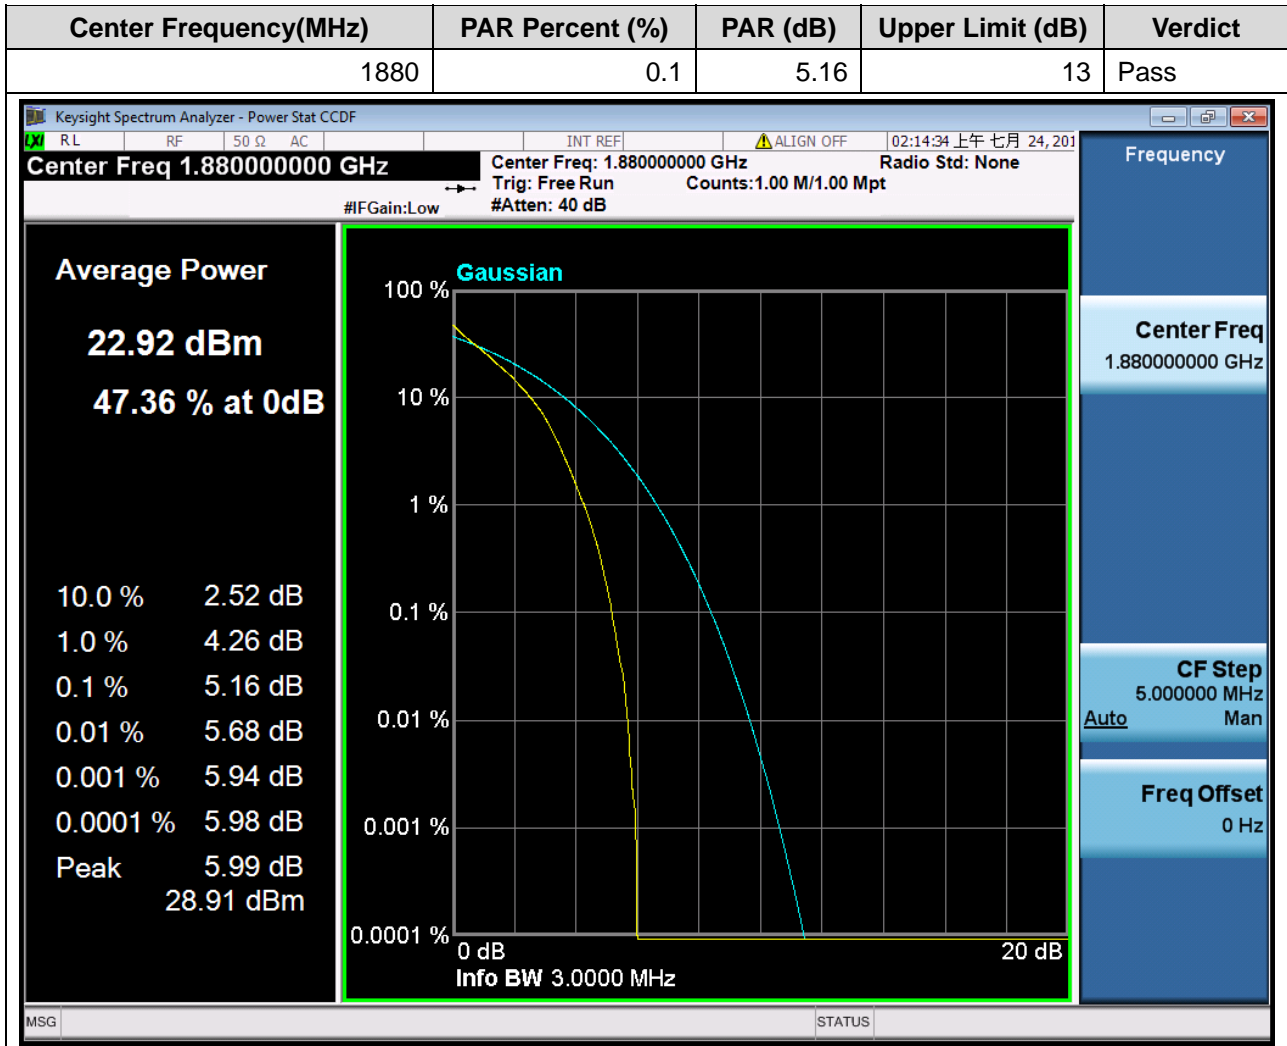 Center Frequency(MHz) PAR Percent (%) PAR (dB) Upper Limit (dB) Verdict
1880 0.1 5.16 13 Pass
Keysight Spectrum Analyzer - Power Stat CCDF
LXI RL RF 50 Ω AC INT REF ALIGN OFF 02:14:34 上午 七月 24, 201
Center Freq 1.880000000 GHz
Center Freq: 1.880000000 GHz Radio Std: None
Trig: Free Run Counts:1.00 M/1.00 Mpt
#IFGain:Low #Atten: 40 dB
Average Power
22.92 dBm
47.36 % at 0dB
10.0 % 2.52 dB
1.0 % 4.26 dB
0.1 % 5.16 dB
0.01 % 5.68 dB
0.001 % 5.94 dB
0.0001 % 5.98 dB
Peak 5.99 dB
28.91 dBm
Gaussian
100 %
10 %
1 %
0.1 %
0.01 %
0.001 %
0.0001 %
0 dB 20 dB
Info BW 3.0000 MHz
Frequency
Center Freq
1.880000000 GHz
CF Step
5.000000 MHz
Auto Man
Freq Offset
0 Hz
MSG STATUS